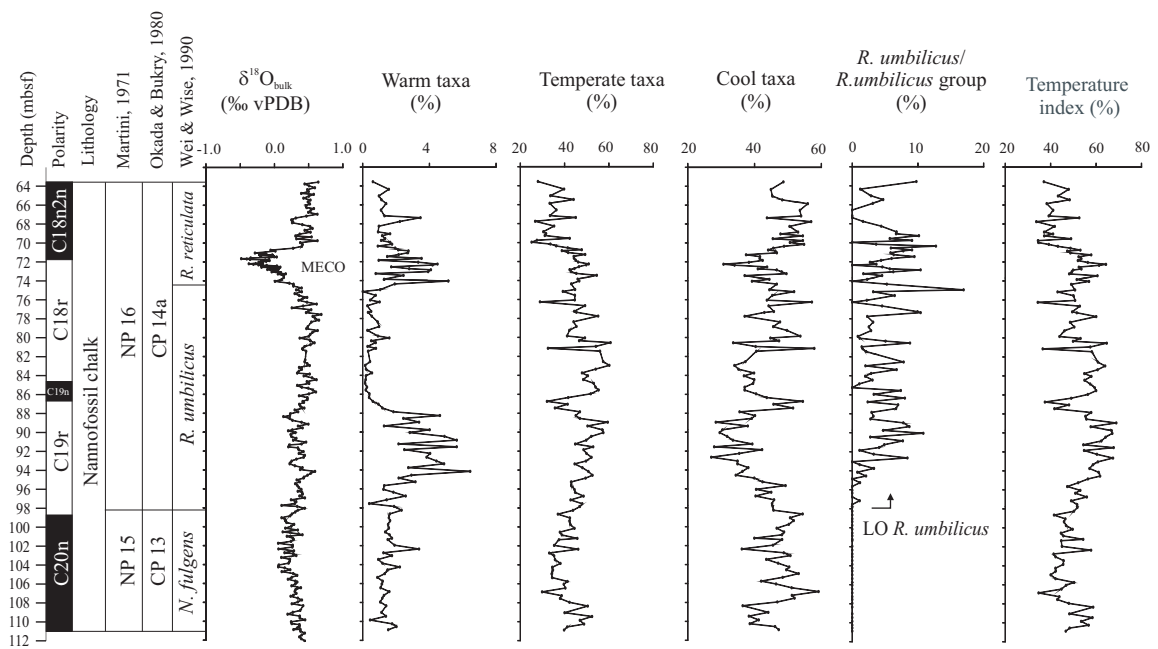 Depth (mbsf)
Polarity
Lithology
Martini, 1971
Okada & Bukry, 1980
Wei & Wise, 1990
δ18Obulk
(‰ vPDB)
Warm taxa
(%)
Temperate taxa
(%)
Cool taxa
(%)
R. umbilicus/
R.umbilicus group
(%)
Temperature
index (%)
-1.0 0.0 1.0
0 4 8
20 40 60 80
20 40 60
0 10 20
20 40 60 80
64
66
68
70
72
74
76
78
80
82
84
86
88
90
92
94
96
98
100
102
104
106
108
110
112
C18n2n
C18r
C19n
C19r
C20n
Nannofossil chalk
NP 16
NP 15
CP 14a
CP 13
R. reticulata
R. umbilicus
N. fulgens
MECO
LO R. umbilicus